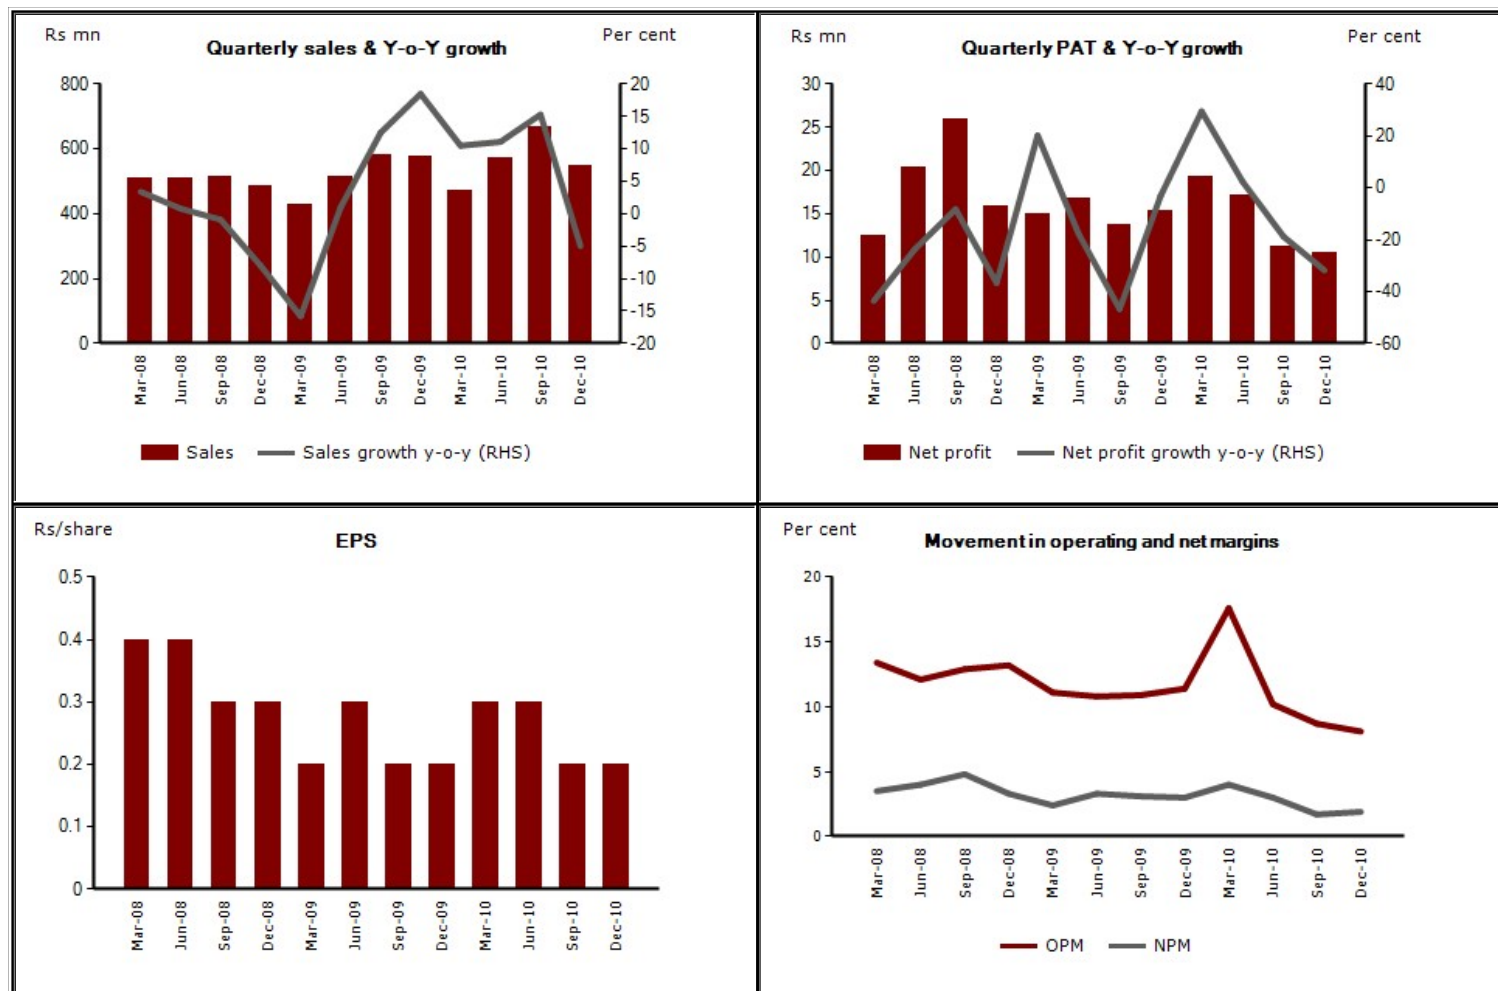 Rs mn
Quarterly sales & Y-o-Y growth
Per cent
800
600
400
200
0
20
15
10
5
0
-5
-10
-15
-20
Mar-08
Jun-08
Sep-08
Dec-08
Mar-09
Jun-09
Sep-09
Dec-09
Mar-10
Jun-10
Sep-10
Dec-10
Sales
Sales growth y-o-y (RHS)
Rs mn
Quarterly PAT & Y-o-Y growth
Per cent
30
25
20
15
10
5
0
40
20
0
-20
-40
-60
Mar-08
Jun-08
Sep-08
Dec-08
Mar-09
Jun-09
Sep-09
Dec-09
Mar-10
Jun-10
Sep-10
Dec-10
Net profit
Net profit growth y-o-y (RHS)
Rs/share
EPS
0.5
0.4
0.3
0.2
0.1
0
Mar-08
Jun-08
Sep-08
Dec-08
Mar-09
Jun-09
Sep-09
Dec-09
Mar-10
Jun-10
Sep-10
Dec-10
Per cent
Movement in operating and net margins
20
15
10
5
0
Mar-08
Jun-08
Sep-08
Dec-08
Mar-09
Jun-09
Sep-09
Dec-09
Mar-10
Jun-10
Sep-10
Dec-10
OPM
NPM